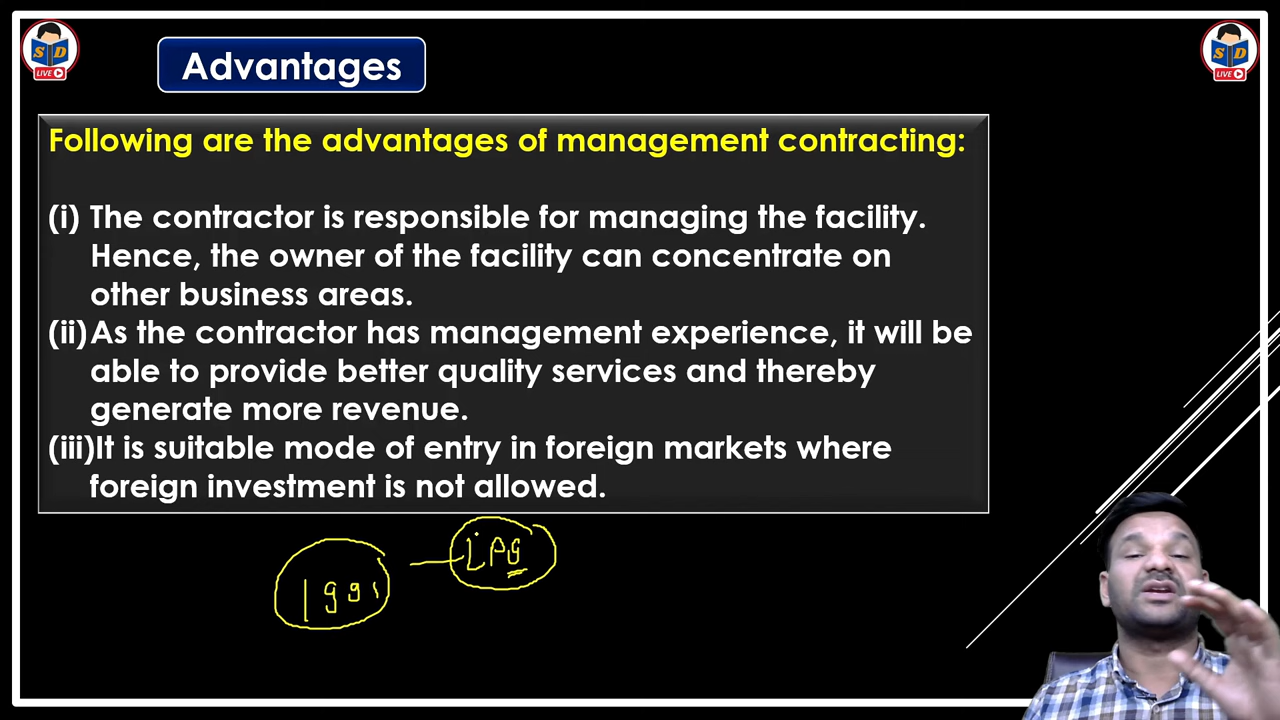 S D
LIVE
Advantages
S D
LIVE
Following are the advantages of management contracting:
(i) The contractor is responsible for managing the facility.
Hence, the owner of the facility can concentrate on
other business areas.
(ii) As the contractor has management experience, it will be
able to provide better quality services and thereby
generate more revenue.
(iii)It is suitable mode of entry in foreign markets where
foreign investment is not allowed.
LPG
1991